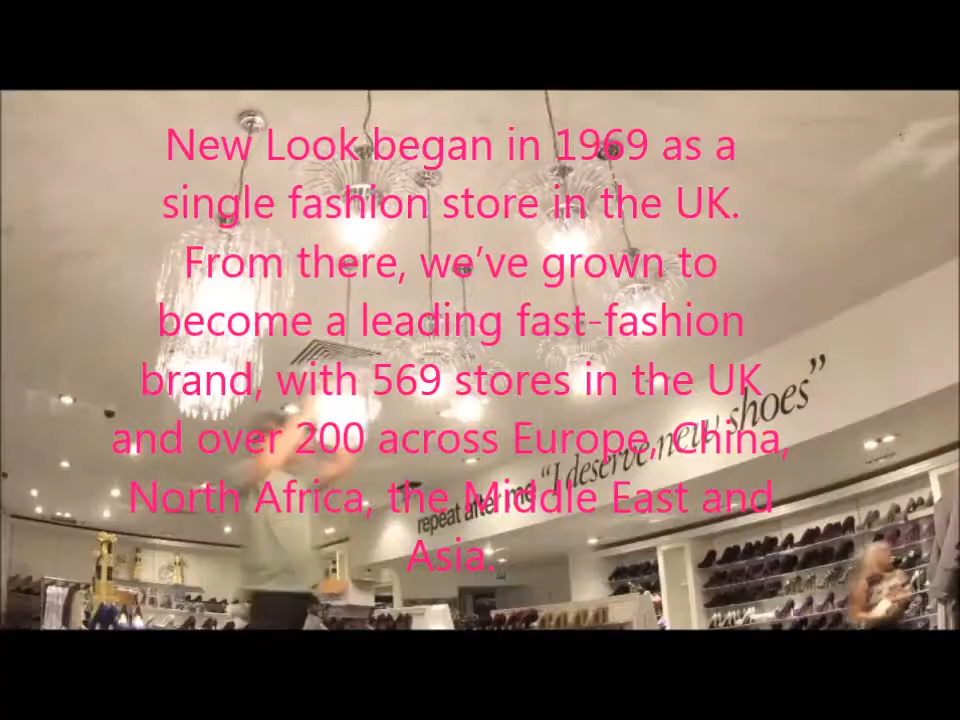 New Look began in 1969 as a
single fashion store in the UK.
From there, we’ve grown to
become a leading fast-fashion
brand, with 569 stores in the UK
and over 200 across Europe, China,
North Africa, the Middle East and
Asia.
repeat after me “I deserve new shoes”